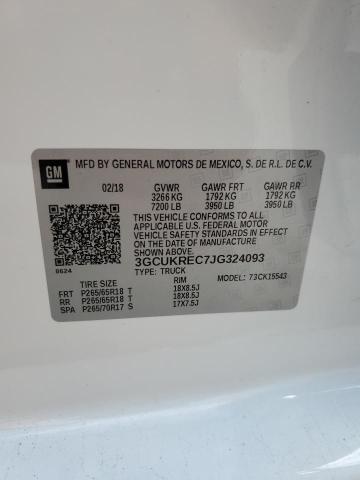 GM
MFD BY GENERAL MOTORS DE MEXICO, S. DE R.L. DE C.V.
02/18 GVWR GAWR FRT GAWR RR
3266 KG 1792 KG 1792 KG
7200 LB 3950 LB 3950 LB
THIS VEHICLE CONFORMS TO ALL
APPLICABLE U.S. FEDERAL MOTOR
VEHICLE SAFETY STANDARDS IN
EFFECT ON THE DATE OF MANUFACTURE
SHOWN ABOVE.
3GCUKREC7JG324093
0624 TYPE: TRUCK
MODEL: 73CK15543
TIRE SIZE RIM
FRT P265/65R18 T 18X8.5J
RR P265/65R18 T 18X8.5J
SPA P265/70R17 S 17X7.5J